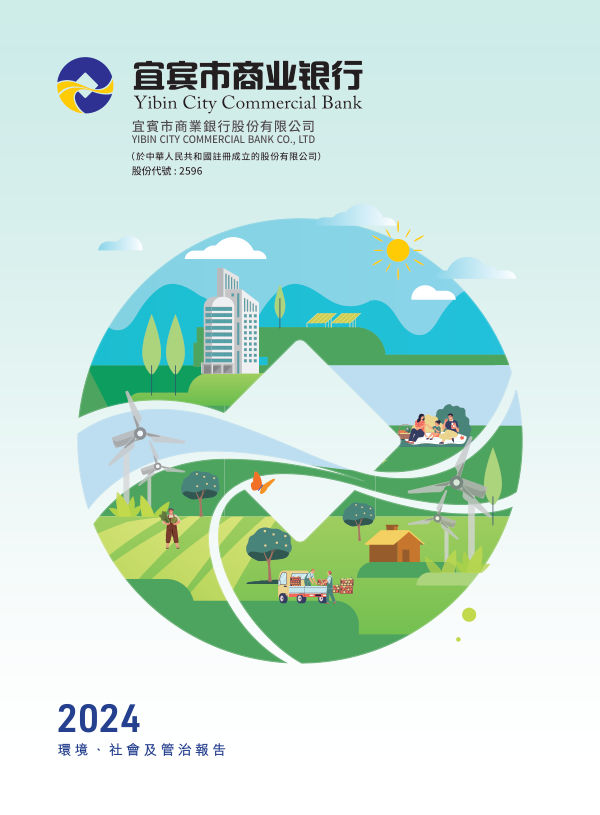 宜宾市商业银行
Yibin City Commercial Bank
宜賓市商業銀行股份有限公司
YIBIN CITY COMMERCIAL BANK CO., LTD
(於中華人民共和國註冊成立的股份有限公司)
股份代號 : 2596
2024
環境、社會及管治報告